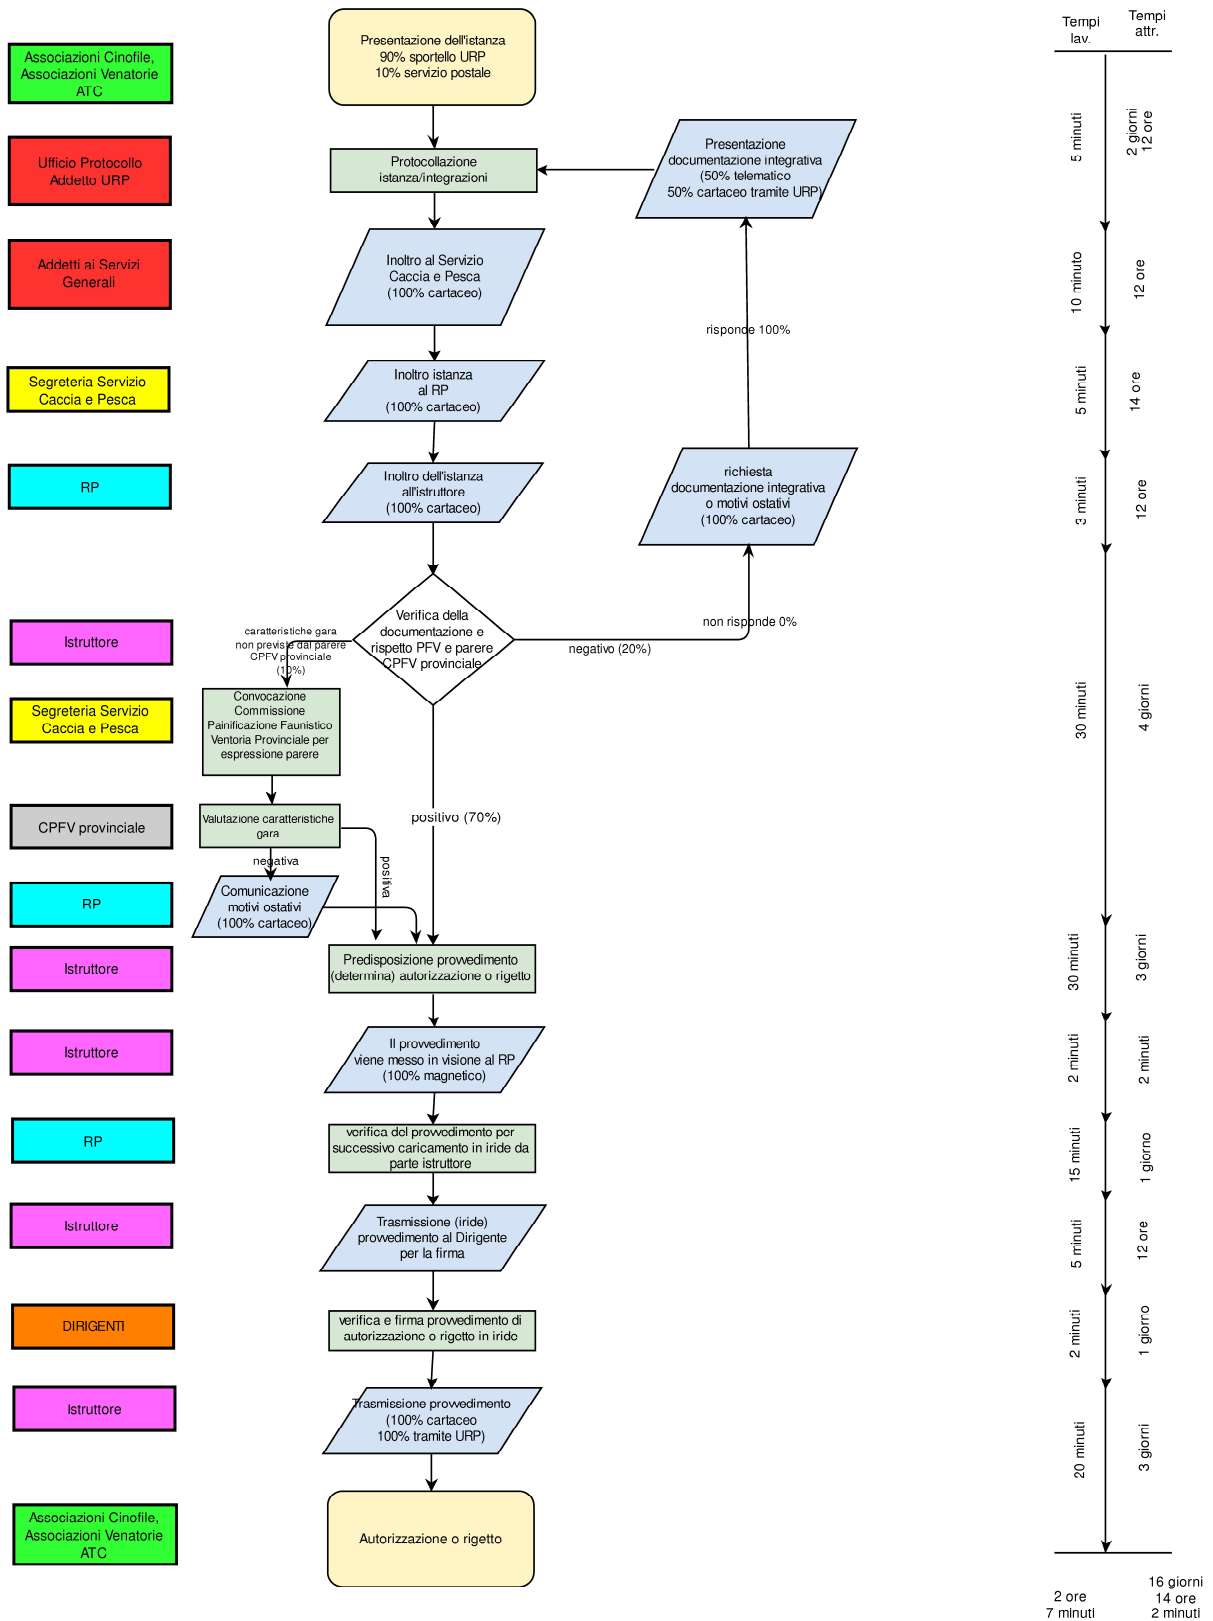 Tempi
lav.
Tempi
attr.
Associazioni Cinofile,
Associazioni Venatorie
ATC
Presentazione dell'istanza
90% sportello URP
10% servizio postale
5 minuti
2 giorni
12 ore
Ufficio Protocollo
Addetto URP
Protocollazione
istanza/integrazioni
Presentazione
documentazione integrativa
(50% telematico
50% cartaceo tramite URP)
Addetti ai Servizi
Generali
Inoltro al Servizio
Caccia e Pesca
(100% cartaceo)
10 minuto
12 ore
risponde 100%
Segreteria Servizio
Caccia e Pesca
Inoltro istanza
al RP
(100% cartaceo)
5 minuti
14 ore
RP
Inoltro dell'istanza
all'istruttore
(100% cartaceo)
richiesta
documentazione integrativa
o motivi ostativi
(100% cartaceo)
3 minuti
12 ore
Istruttore
Verifica della
documentazione e
rispetto PFV e parere
CPFV provinciale
non risponde 0%
negativo (20%)
caratteristiche gara
non previste dal parere
CPFV provinciale
(10%)
30 minuti
4 giorni
Segreteria Servizio
Caccia e Pesca
Convocazione
Commissione
Painificazione Faunistico
Ventoria Provinciale per
espressione parere
CPFV provinciale
Valutazione caratteristiche
gara
positivo (70%)
negativa
positiva
RP
Comunicazione
motivi ostativi
(100% cartaceo)
Istruttore
Predisposizione provvedimento
(determina) autorizzazione o rigetto
30 minuti
3 giorni
Istruttore
Il provvedimento
viene messo in visione al RP
(100% magnetico)
2 minuti
2 minuti
RP
verifica del provvedimento per
successivo caricamento in iride da
parte istruttore
15 minuti
1 giorno
Istruttore
Trasmissione (iride)
provvedimento al Dirigente
per la firma
5 minuti
12 ore
DIRIGENTI
verifica e firma provvedimento di
autorizzazione o rigetto in iride
2 minuti
1 giorno
Istruttore
Trasmissione provvedimento
(100% cartaceo
100% tramite URP)
20 minuti
3 giorni
Associazioni Cinofile,
Associazioni Venatorie
ATC
Autorizzazione o rigetto
2 ore
7 minuti
16 giorni
14 ore
2 minuti